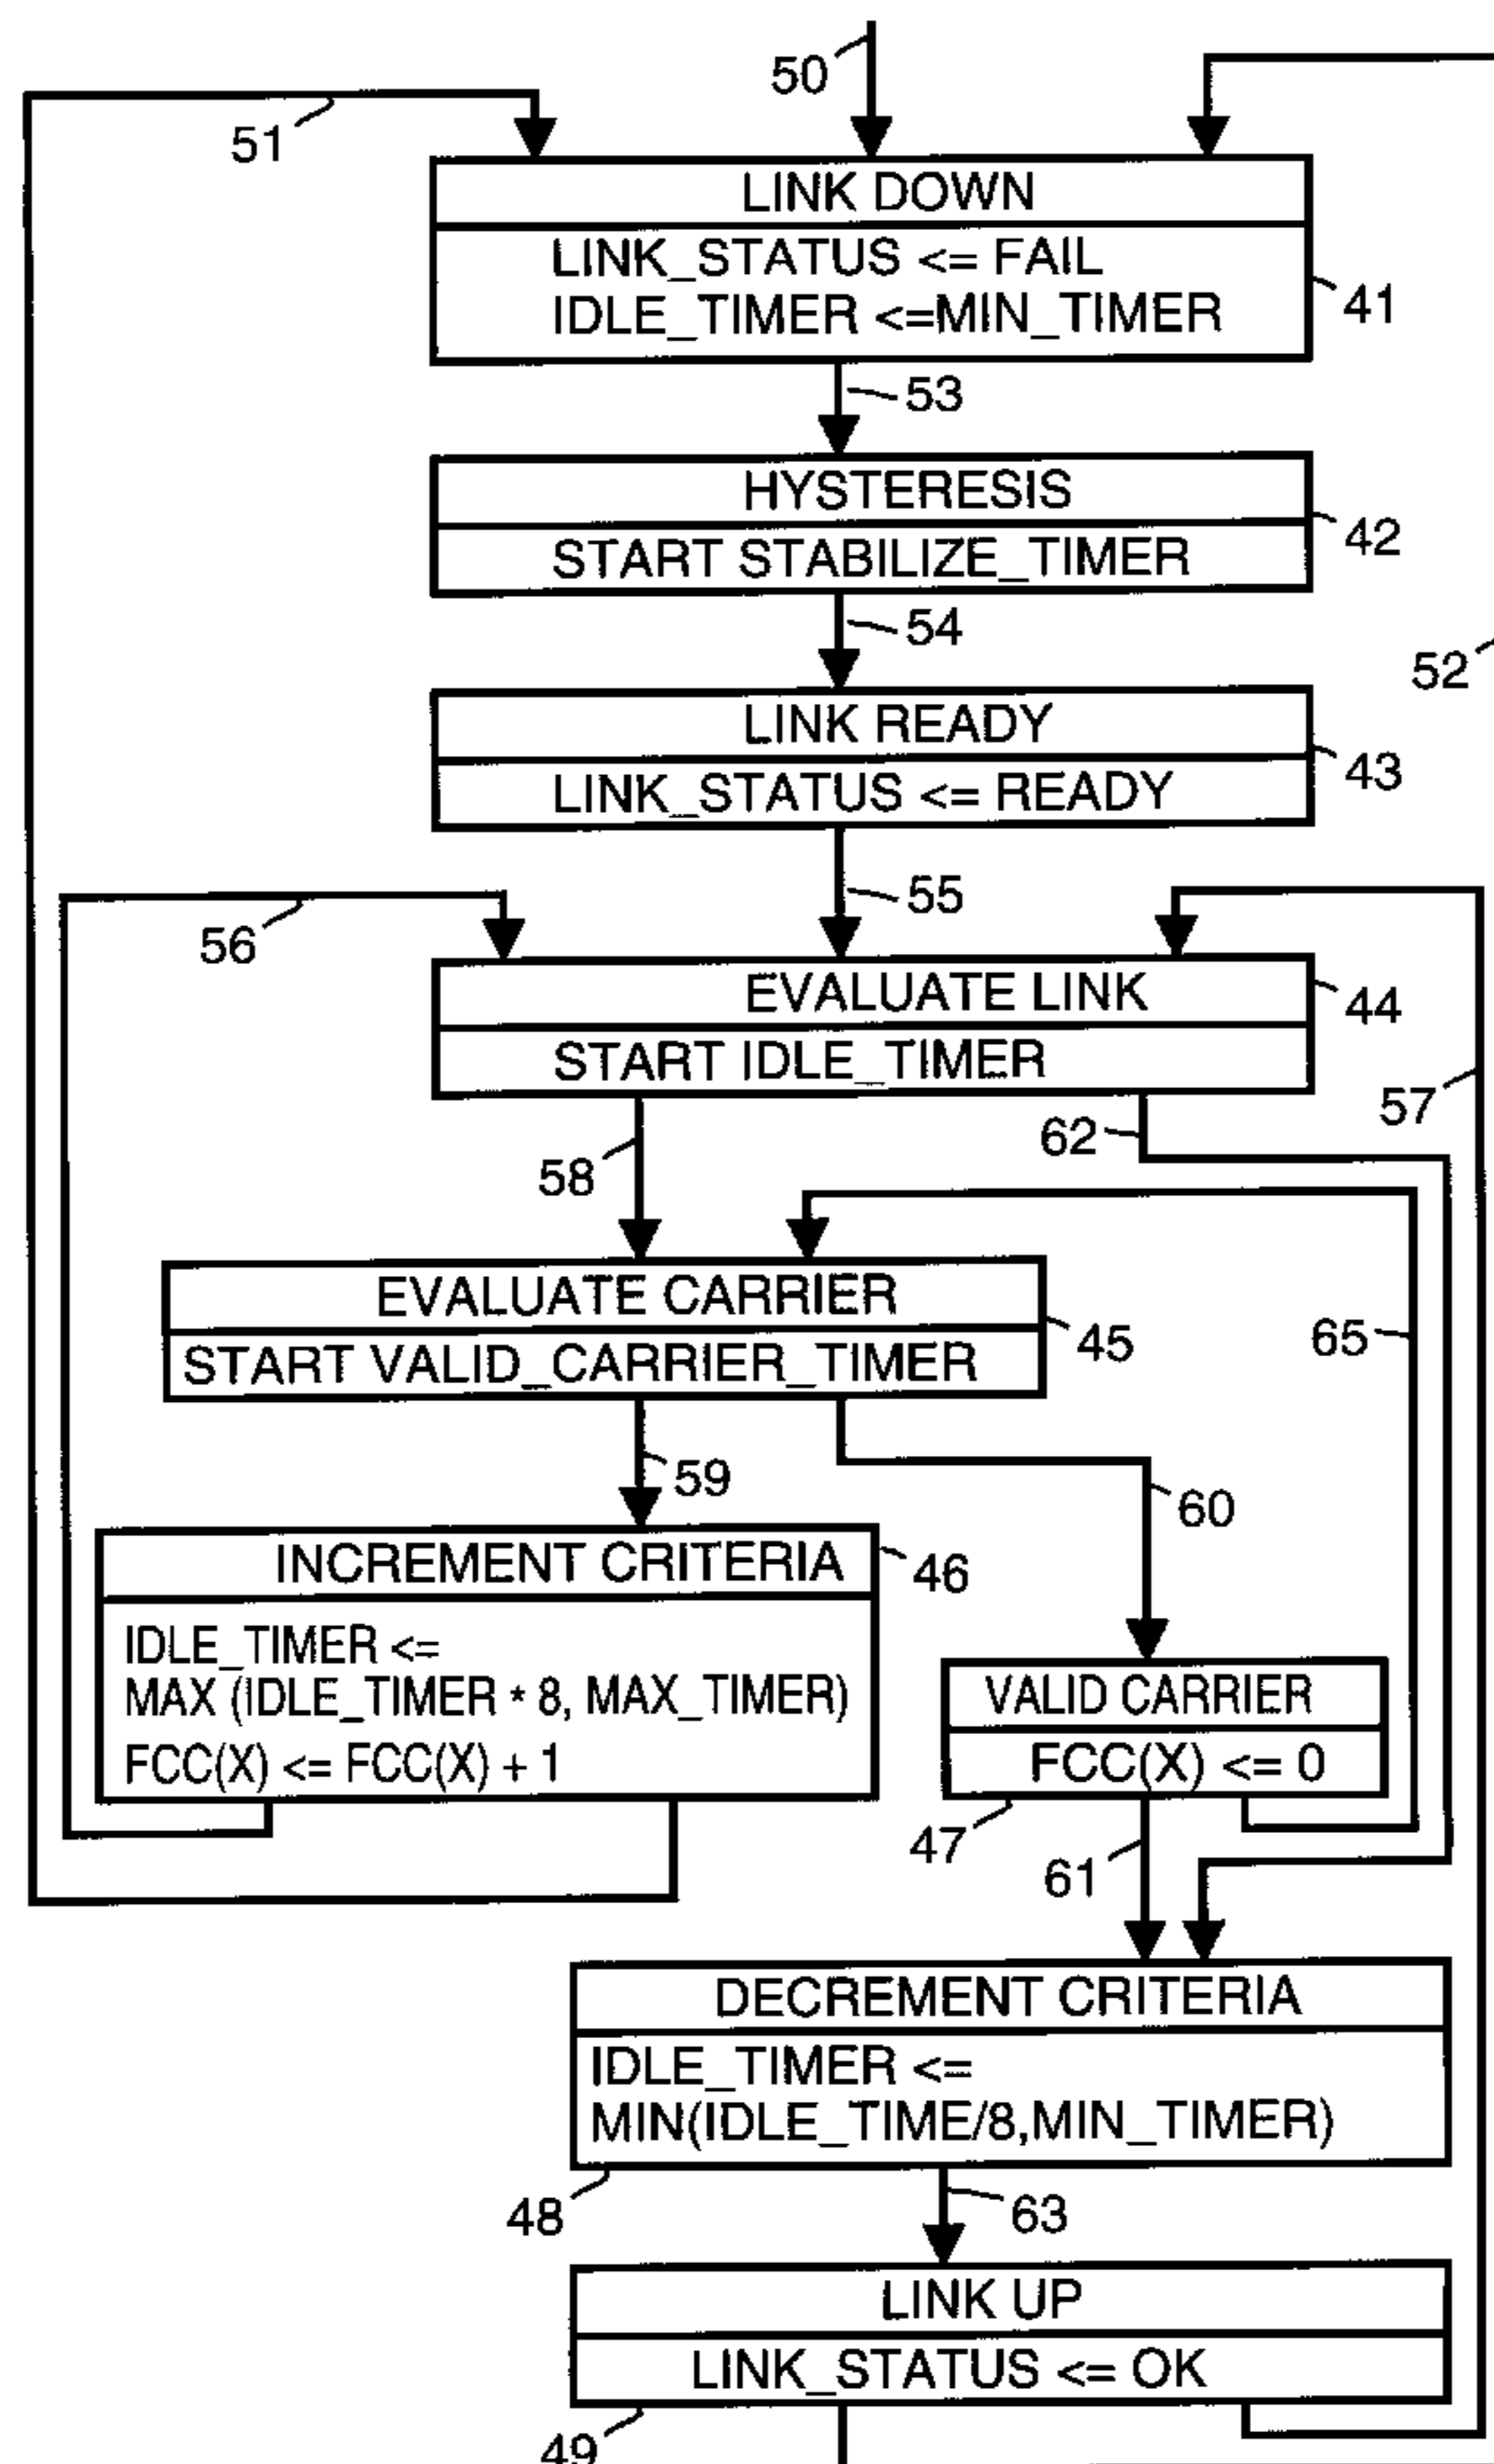 50
51
LINK DOWN
LINK_STATUS <= FAIL
IDLE_TIMER <=MIN_TIMER
41
53
HYSTERESIS
START STABILIZE_TIMER
42
54
52
LINK READY
LINK_STATUS <= READY
43
55
56
EVALUATE LINK
START IDLE_TIMER
44
57
62
58
EVALUATE CARRIER
START VALID_CARRIER_TIMER
45
65
59
60
INCREMENT CRITERIA
46
IDLE_TIMER <=
MAX (IDLE_TIMER * 8, MAX_TIMER)
FCC(X) <= FCC(X) + 1
VALID CARRIER
FCC(X) <= 0
47
61
DECREMENT CRITERIA
IDLE_TIMER <=
MIN(IDLE_TIME/8,MIN_TIMER)
48
63
LINK UP
LINK_STATUS <= OK
49